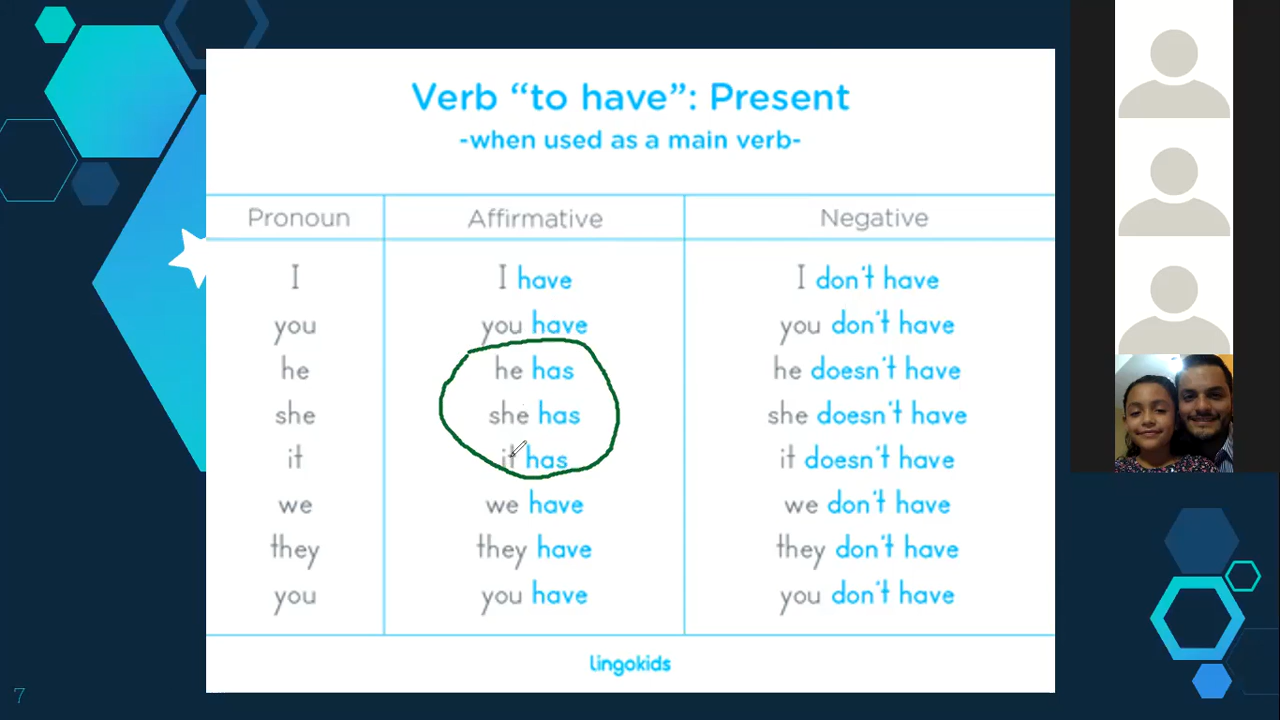 Verb “to have”: Present
-when used as a main verb-
Pronoun Affirmative Negative
I I have I don't have
you you have you don't have
he he has he doesn't have
she she has she doesn't have
it it has it doesn't have
we we have we don't have
they they have they don't have
you you have you don't have
lingokids
7